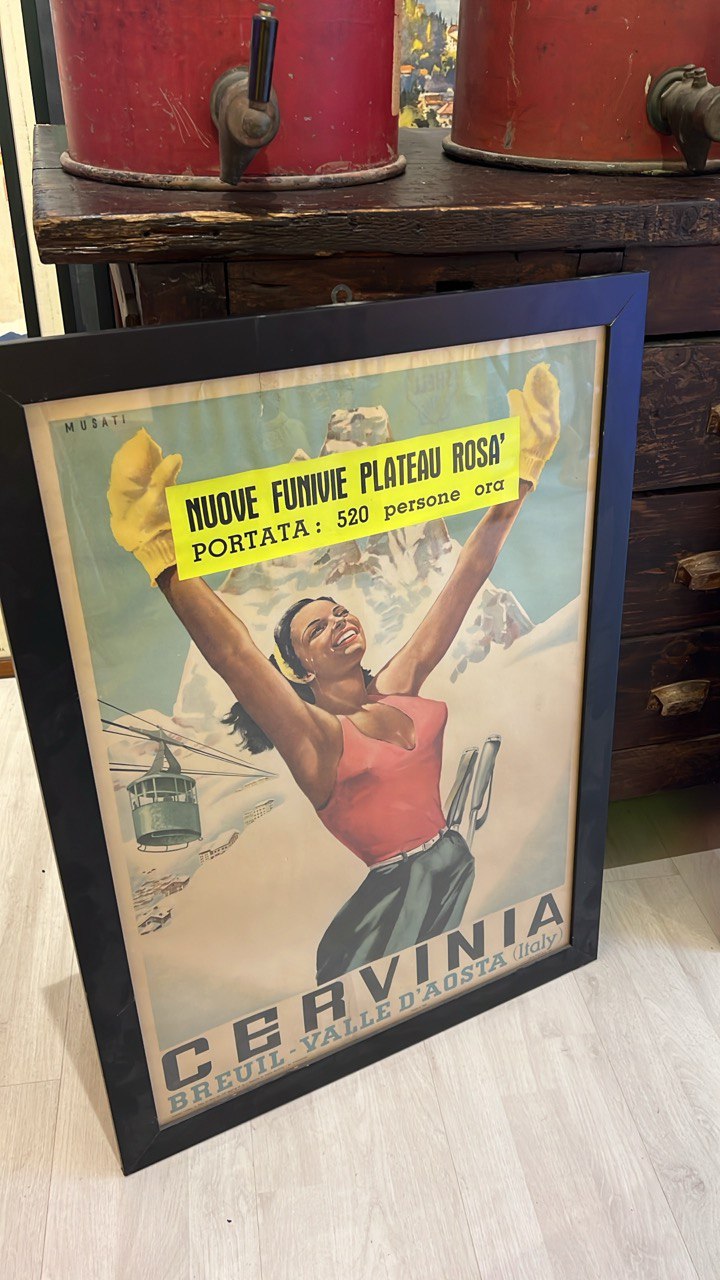 MUSATI
NUOVE FUNIVIE PLATEAU ROSA'
PORTATA: 520 persone ora
CERVINIA
BREUIL-VALLE D'AOSTA (Italy)